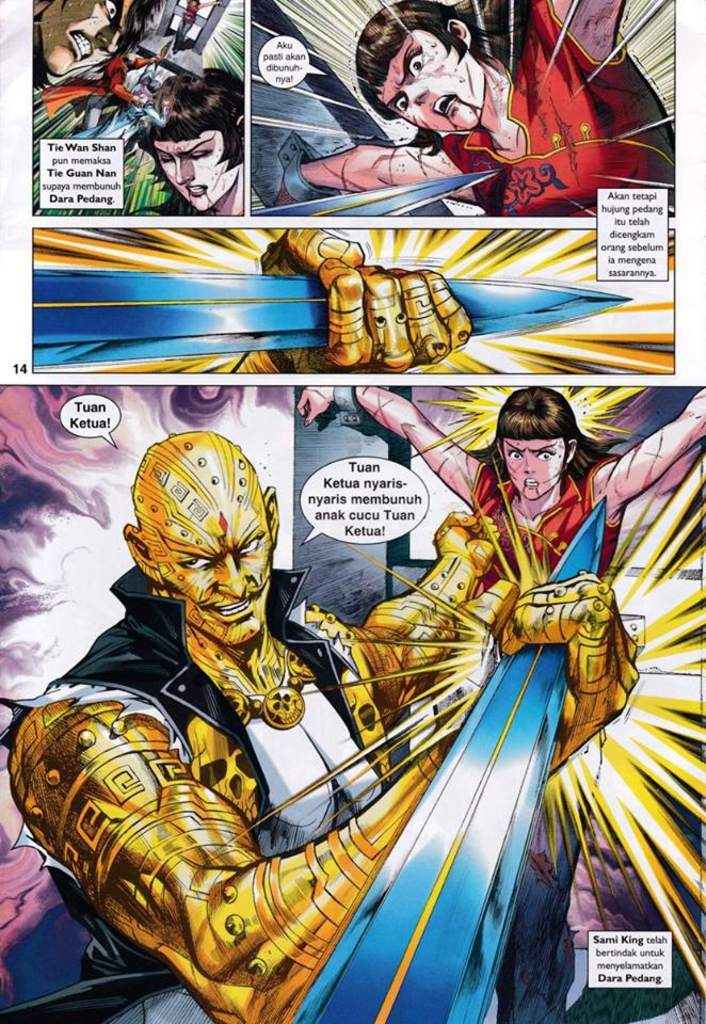 Tie Wan Shan
pun memaksa
Tie Guan Nan
supaya membunuh
Dara Pedang.
Aku
pasti akan
dibunuh-
nya!
Akan tetapi
hujung pedang
itu telah
dicengkam
orang sebelum
ia mengena
sasarannya.
14
Tuan
Ketua!
Tuan
Ketua nyaris-
nyaris membunuh
anak cucu Tuan
Ketua!
Sami King telah
bertindak untuk
menyelamatkan
Dara Pedang.